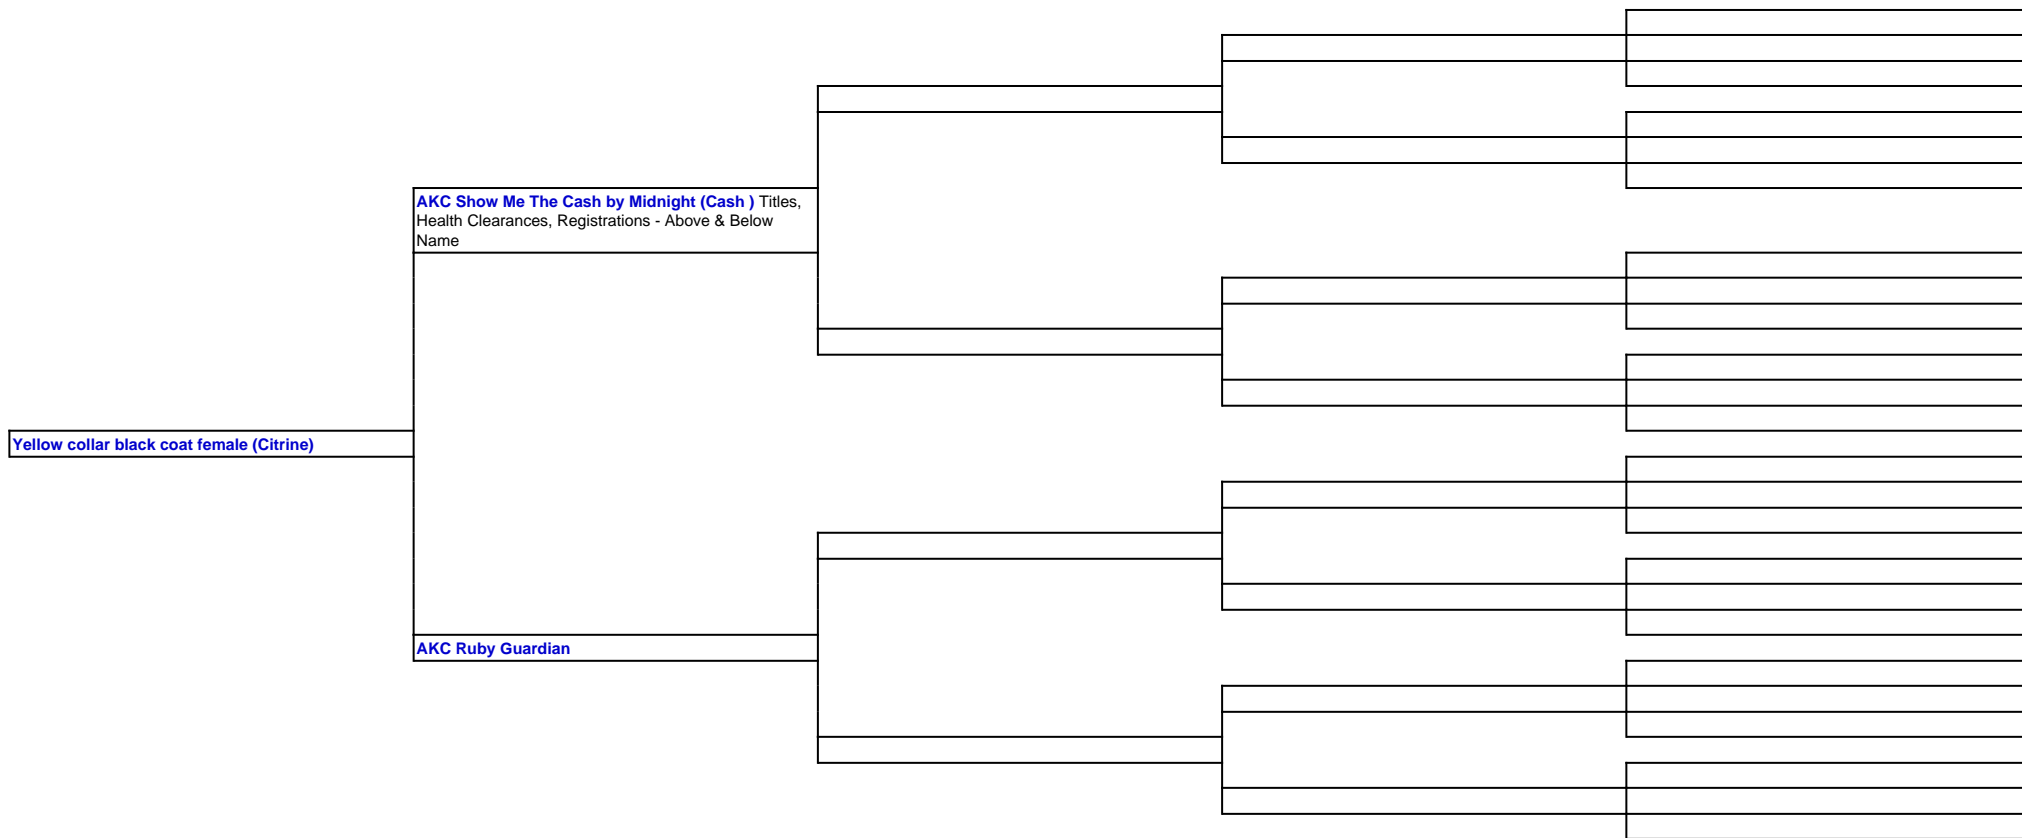 AKC Show Me The Cash by Midnight (Cash ) Titles,
Health Clearances, Registrations - Above & Below
Name
Yellow collar black coat female (Citrine)
AKC Ruby Guardian